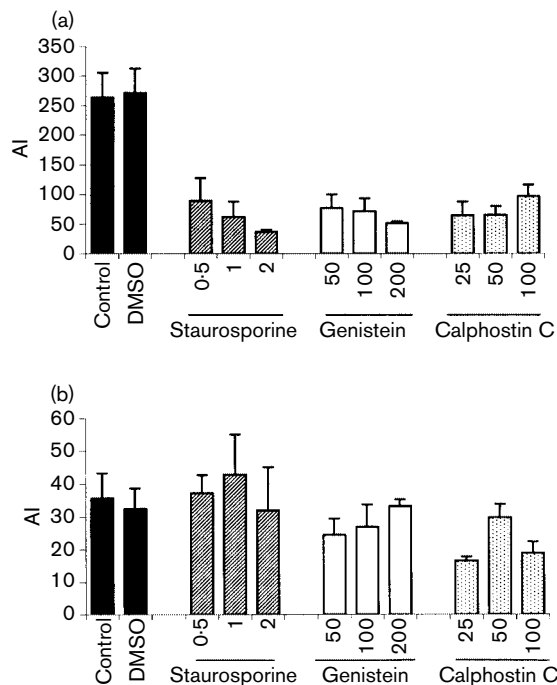 (a)
350
300
250
200
150
100
50
0
AI
Control
DMSO
0·5
1
2
50
100
200
25
50
100
Staurosporine
Genistein
Calphostin C
(b)
60
50
40
30
20
10
0
AI
Control
DMSO
0·5
1
2
50
100
200
25
50
100
Staurosporine
Genistein
Calphostin C